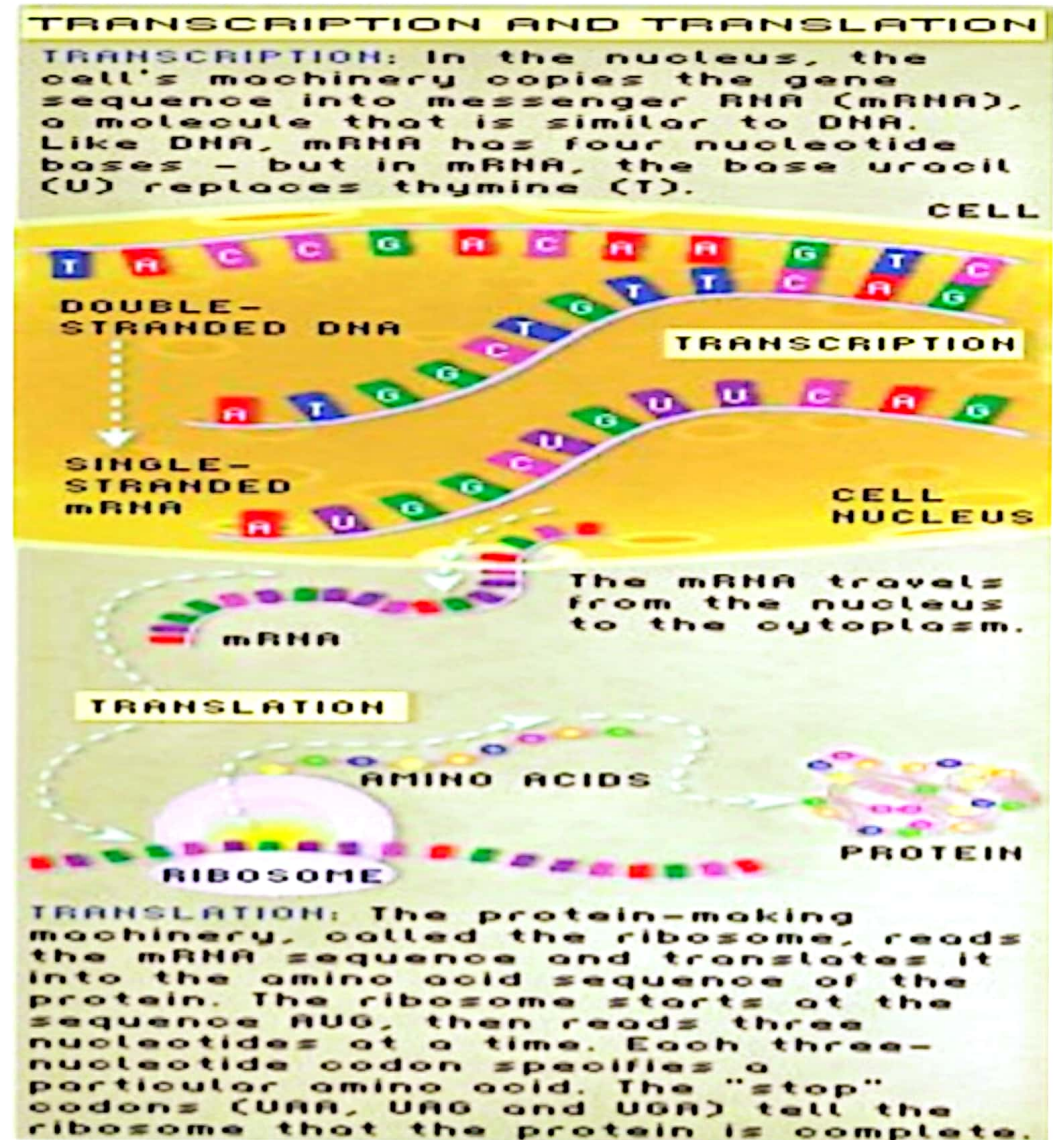 TRANSCRIPTION AND TRANSLATION
TRANSCRIPTION: In the nucleus, the
cell's machinery copies the gene
sequence into messenger RNA (mRNA),
a molecule that is similar to DNA.
Like DNA, mRNA has four nucleotide
bases – but in mRNA, the base uracil
(U) replaces thymine (T).
CELL
T A C C G A C A A G T C
DOUBLE-
STRANDED DNA
A T G G C T G T T C A G
TRANSCRIPTION
SINGLE-
STRANDED
mRNA
A U G G C U G U U C A G
CELL
NUCLEUS
The mRNA travels
from the nucleus
to the cytoplasm.
mRNA
TRANSLATION
AMINO ACIDS
PROTEIN
RIBOSOME
TRANSLATION: The protein-making
machinery, called the ribosome, reads
the mRNA sequence and translates it
into the amino acid sequence of the
protein. The ribosome starts at the
sequence AUG, then reads three
nucleotides at a time. Each three-
nucleotide codon specifies a
particular amino acid. The "stop"
codons (UAA, UAG and UGA) tell the
ribosome that the protein is complete.